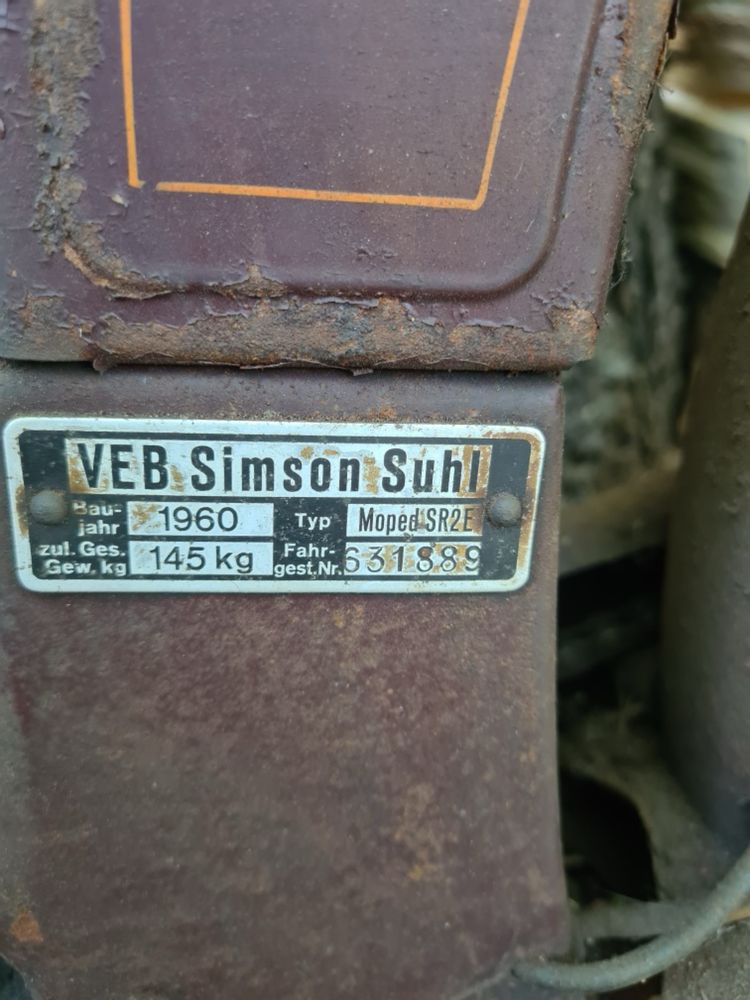 VEB Simson Suhl
Bau-
jahr 1960 Typ Moped SR2E
zul. Ges. Fahr-
Gew. kg 145 kg gest.Nr. 631889